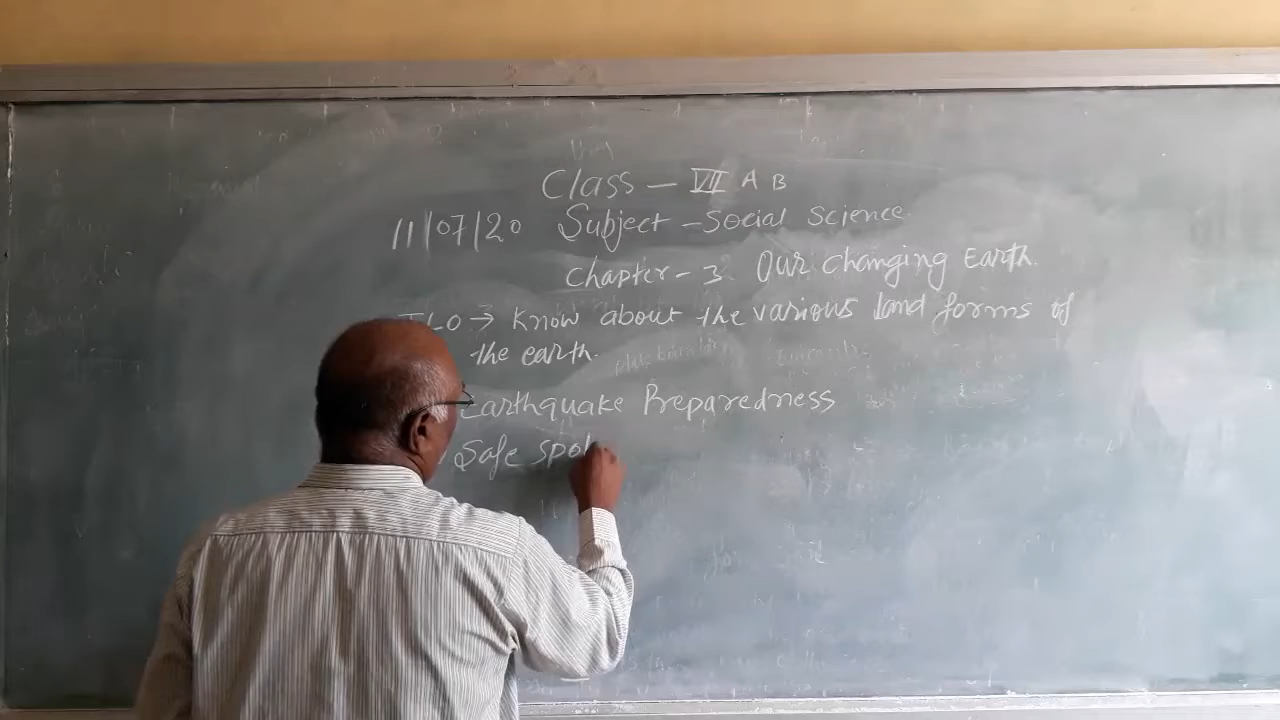 Class - VII A B
11/07/20 Subject - Social Science
Chapter - 3. Our changing Earth.
ILO → Know about the various land forms of
the earth.
Earthquake Preparedness
Safe spot